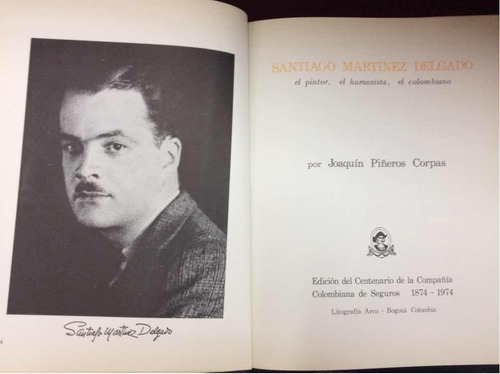 Santiago Martínez Delgado
SANTIAGO MARTINEZ DELGADO
el pintor, el humanista, el colombiano
por Joaquín Piñeros Corpas
Edición del Centenario de la Compañía
Colombiana de Seguros 1874 - 1974
Litografía Arco - Bogotá Colombia